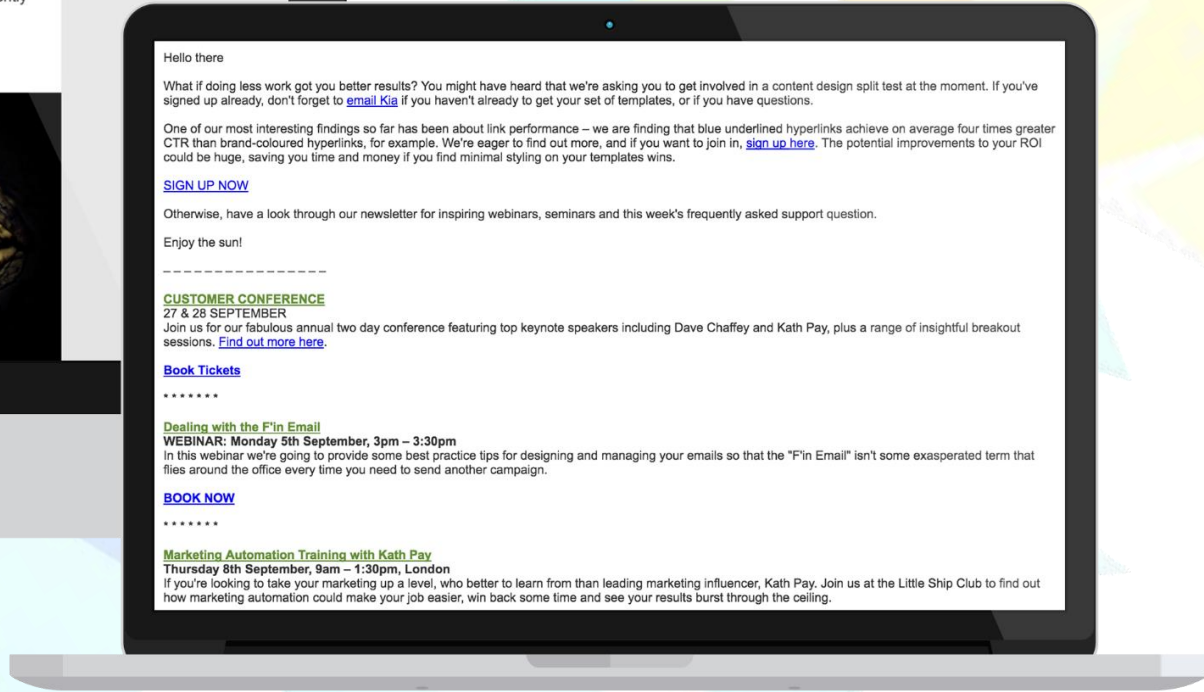 Hello there
What if doing less work got you better results? You might have heard that we're asking you to get involved in a content design split test at the moment. If you've
signed up already, don't forget to email Kia if you haven't already to get your set of templates, or if you have questions.
One of our most interesting findings so far has been about link performance – we are finding that blue underlined hyperlinks achieve on average four times greater
CTR than brand-coloured hyperlinks, for example. We're eager to find out more, and if you want to join in, sign up here. The potential improvements to your ROI
could be huge, saving you time and money if you find minimal styling on your templates wins.
SIGN UP NOW
Otherwise, have a look through our newsletter for inspiring webinars, seminars and this week's frequently asked support question.
Enjoy the sun!
_ _ _ _ _ _ _ _ _ _ _ _ _ _ _ _
CUSTOMER CONFERENCE
27 & 28 SEPTEMBER
Join us for our fabulous annual two day conference featuring top keynote speakers including Dave Chaffey and Kath Pay, plus a range of insightful breakout
sessions. Find out more here.
Book Tickets
* * * * * * *
Dealing with the F'in Email
WEBINAR: Monday 5th September, 3pm – 3:30pm
In this webinar we're going to provide some best practice tips for designing and managing your emails so that the "F'in Email" isn't some exasperated term that
flies around the office every time you need to send another campaign.
BOOK NOW
* * * * * * *
Marketing Automation Training with Kath Pay
Thursday 8th September, 9am – 1:30pm, London
If you're looking to take your marketing up a level, who better to learn from than leading marketing influencer, Kath Pay. Join us at the Little Ship Club to find out
how marketing automation could make your job easier, win back some time and see your results burst through the ceiling.